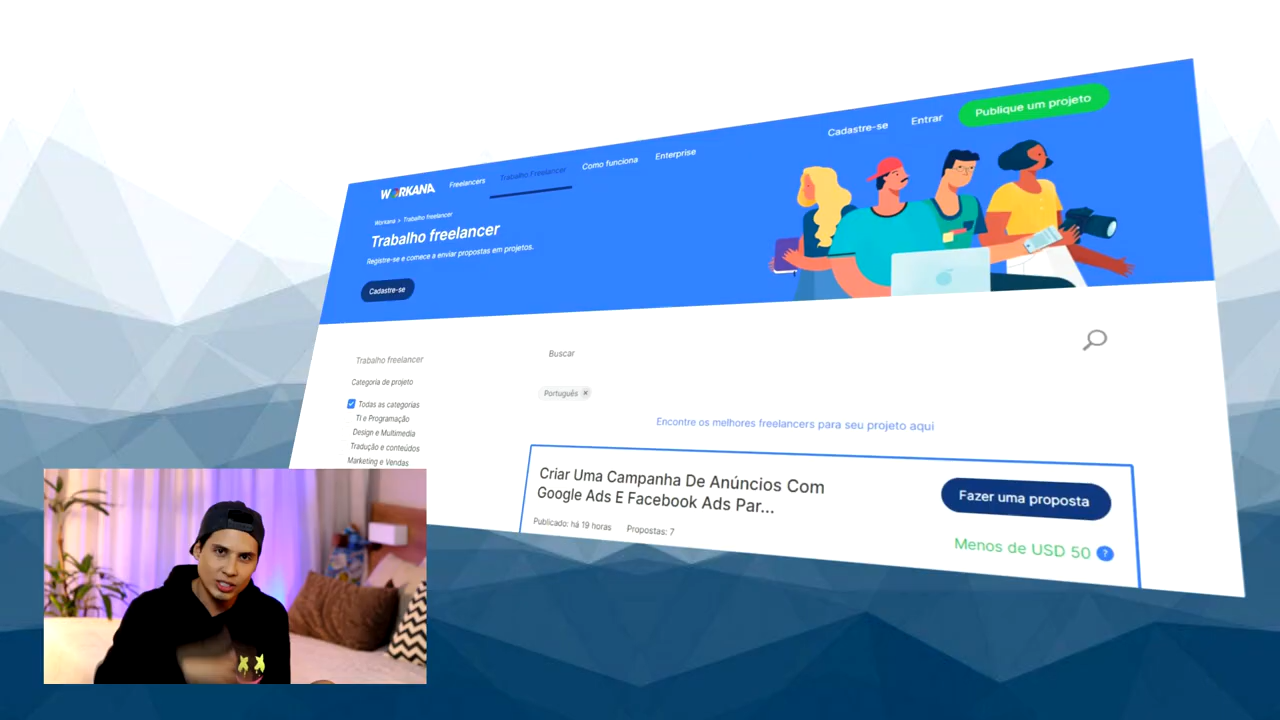 WORKANA
Freelancers
Trabalho Freelancer
Como funciona
Enterprise
Cadastre-se
Entrar
Publique um projeto
Workana > Trabalho freelancer
Trabalho freelancer
Registre-se e comece a enviar propostas em projetos.
Cadastre-se
Trabalho freelancer
Categoria de projeto
Todas as categorias
TI e Programação
Design e Multimedia
Tradução e conteúdos
Marketing e Vendas
Buscar
Português ×
Encontre os melhores freelancers para seu projeto aqui
Criar Uma Campanha De Anúncios Com
Google Ads E Facebook Ads Par...
Publicado: há 19 horas
Propostas: 7
Fazer uma proposta
Menos de USD 50 ?